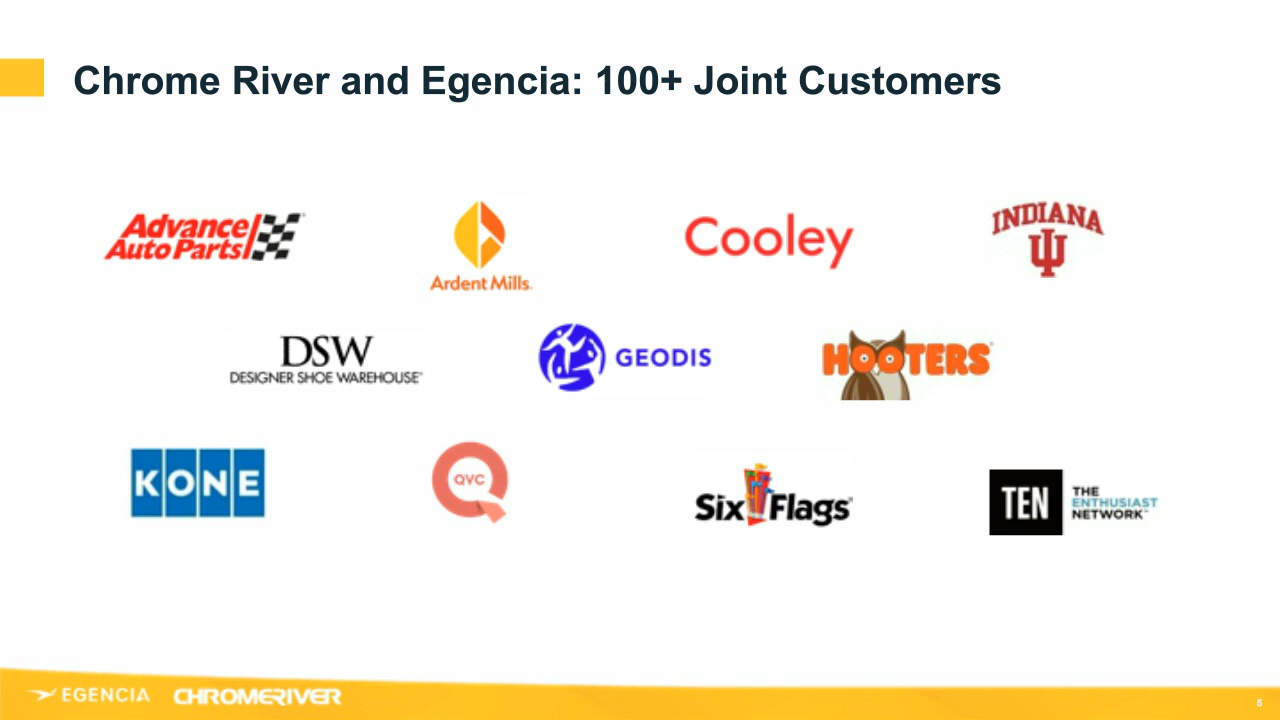 Chrome River and Egencia: 100+ Joint Customers
Advance
Auto Parts
Ardent Mills
Cooley
INDIANA
IU
DSW
DESIGNER SHOE WAREHOUSE
GEODIS
HOOTERS
KONE
QVC
Six Flags
TEN
THE
ENTHUSIAST
NETWORK
EGENCIA
CHROMERIVER
5